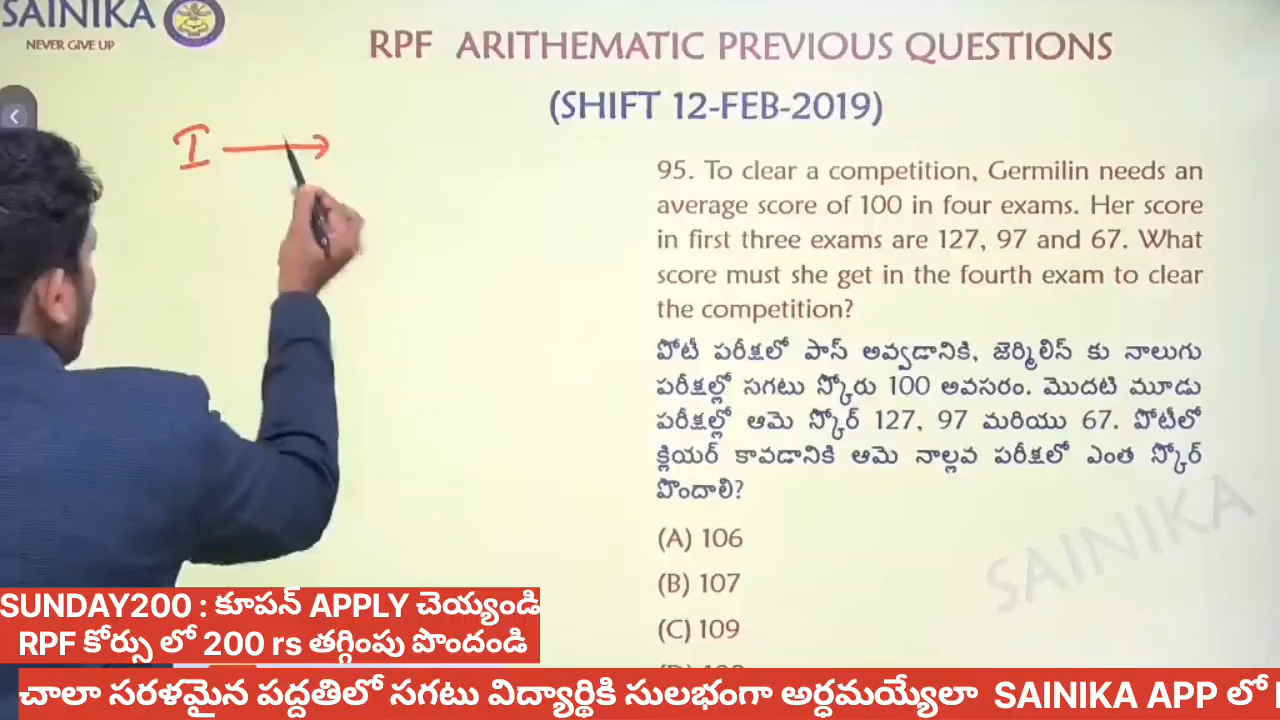 SAINIKA
NEVER GIVE UP
RPF ARITHEMATIC PREVIOUS QUESTIONS
(SHIFT 12-FEB-2019)
I
95. To clear a competition, Germilin needs an
average score of 100 in four exams. Her score
in first three exams are 127, 97 and 67. What
score must she get in the fourth exam to clear
the competition?
పోటీ పరీక్షలో పాస్ అవ్వడానికి, జెర్మిలిన్ కు నాలుగు
పరీక్షల్లో సగటు స్కోరు 100 అవసరం. మొదటి మూడు
పరీక్షల్లో ఆమె స్కోర్ 127, 97 మరియు 67. పోటీలో
క్లియర్ కావడానికి ఆమె నాల్గవ పరీక్షలో ఎంత స్కోర్
పొందాలి?
(A) 106
(B) 107
(C) 109
SAINIKA
SUNDAY200 : కూపన్ APPLY చెయ్యండి
RPF కోర్సు లో 200 rs తగ్గింపు పొందండి
చాలా సరళమైన పద్దతిలో సగటు విద్యార్థికి సులభంగా అర్ధమయ్యేలా SAINIKA APP లో